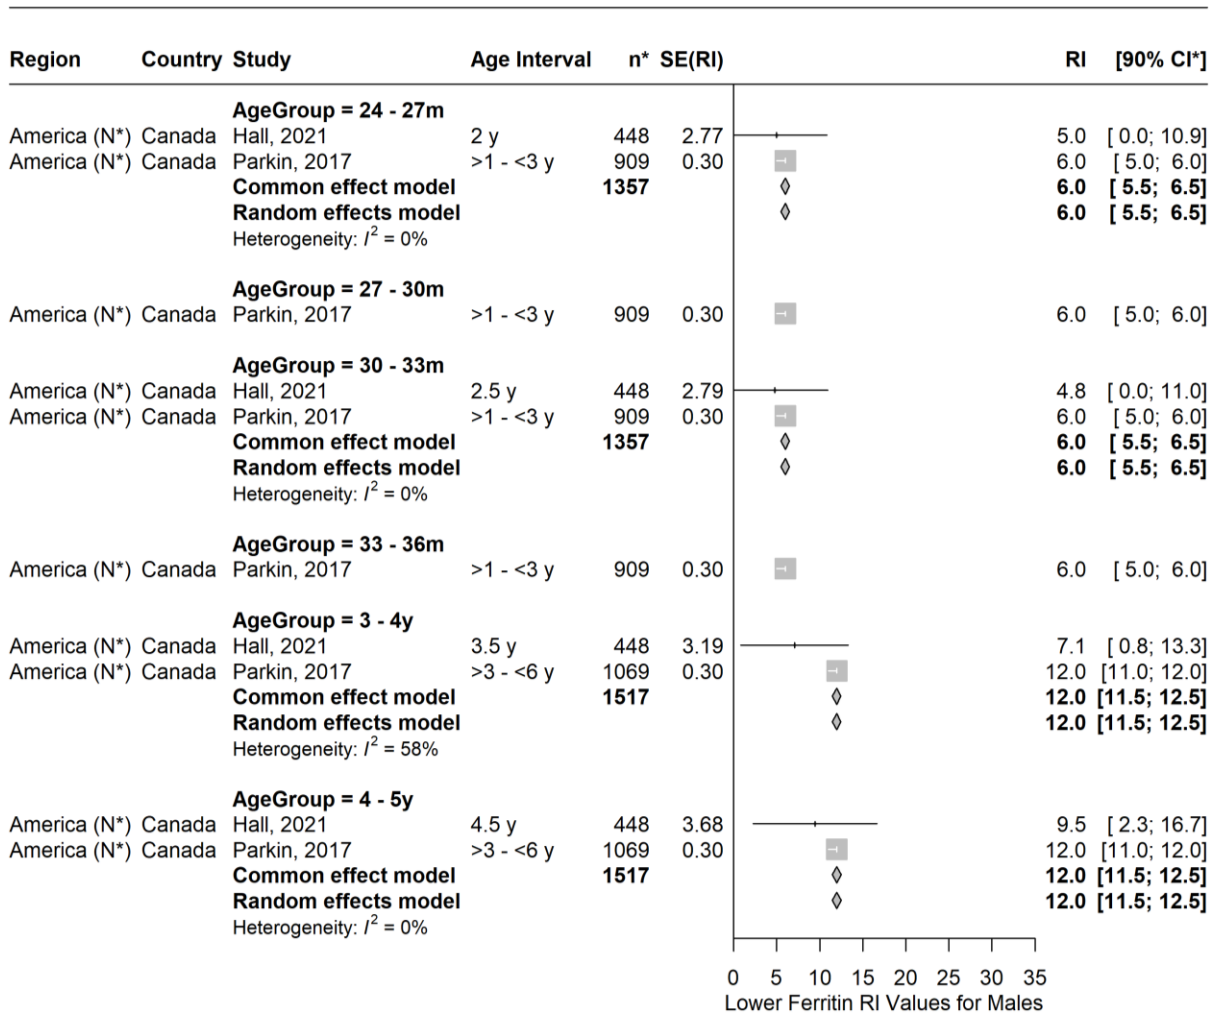 Region Country Study Age Interval n* SE(RI) RI [90% CI*]
AgeGroup = 24 - 27m
America (N*) Canada Hall, 2021 2 y 448 2.77 5.0 [ 0.0; 10.9]
America (N*) Canada Parkin, 2017 >1 - <3 y 909 0.30 6.0 [ 5.0; 6.0]
Common effect model 1357 6.0 [ 5.5; 6.5]
Random effects model 6.0 [ 5.5; 6.5]
Heterogeneity: I² = 0%
AgeGroup = 27 - 30m
America (N*) Canada Parkin, 2017 >1 - <3 y 909 0.30 6.0 [ 5.0; 6.0]
AgeGroup = 30 - 33m
America (N*) Canada Hall, 2021 2.5 y 448 2.79 4.8 [ 0.0; 11.0]
America (N*) Canada Parkin, 2017 >1 - <3 y 909 0.30 6.0 [ 5.0; 6.0]
Common effect model 1357 6.0 [ 5.5; 6.5]
Random effects model 6.0 [ 5.5; 6.5]
Heterogeneity: I² = 0%
AgeGroup = 33 - 36m
America (N*) Canada Parkin, 2017 >1 - <3 y 909 0.30 6.0 [ 5.0; 6.0]
AgeGroup = 3 - 4y
America (N*) Canada Hall, 2021 3.5 y 448 3.19 7.1 [ 0.8; 13.3]
America (N*) Canada Parkin, 2017 >3 - <6 y 1069 0.30 12.0 [11.0; 12.0]
Common effect model 1517 12.0 [11.5; 12.5]
Random effects model 12.0 [11.5; 12.5]
Heterogeneity: I² = 58%
AgeGroup = 4 - 5y
America (N*) Canada Hall, 2021 4.5 y 448 3.68 9.5 [ 2.3; 16.7]
America (N*) Canada Parkin, 2017 >3 - <6 y 1069 0.30 12.0 [11.0; 12.0]
Common effect model 1517 12.0 [11.5; 12.5]
Random effects model 12.0 [11.5; 12.5]
Heterogeneity: I² = 0%
0 5 10 15 20 25 30 35
Lower Ferritin RI Values for Males